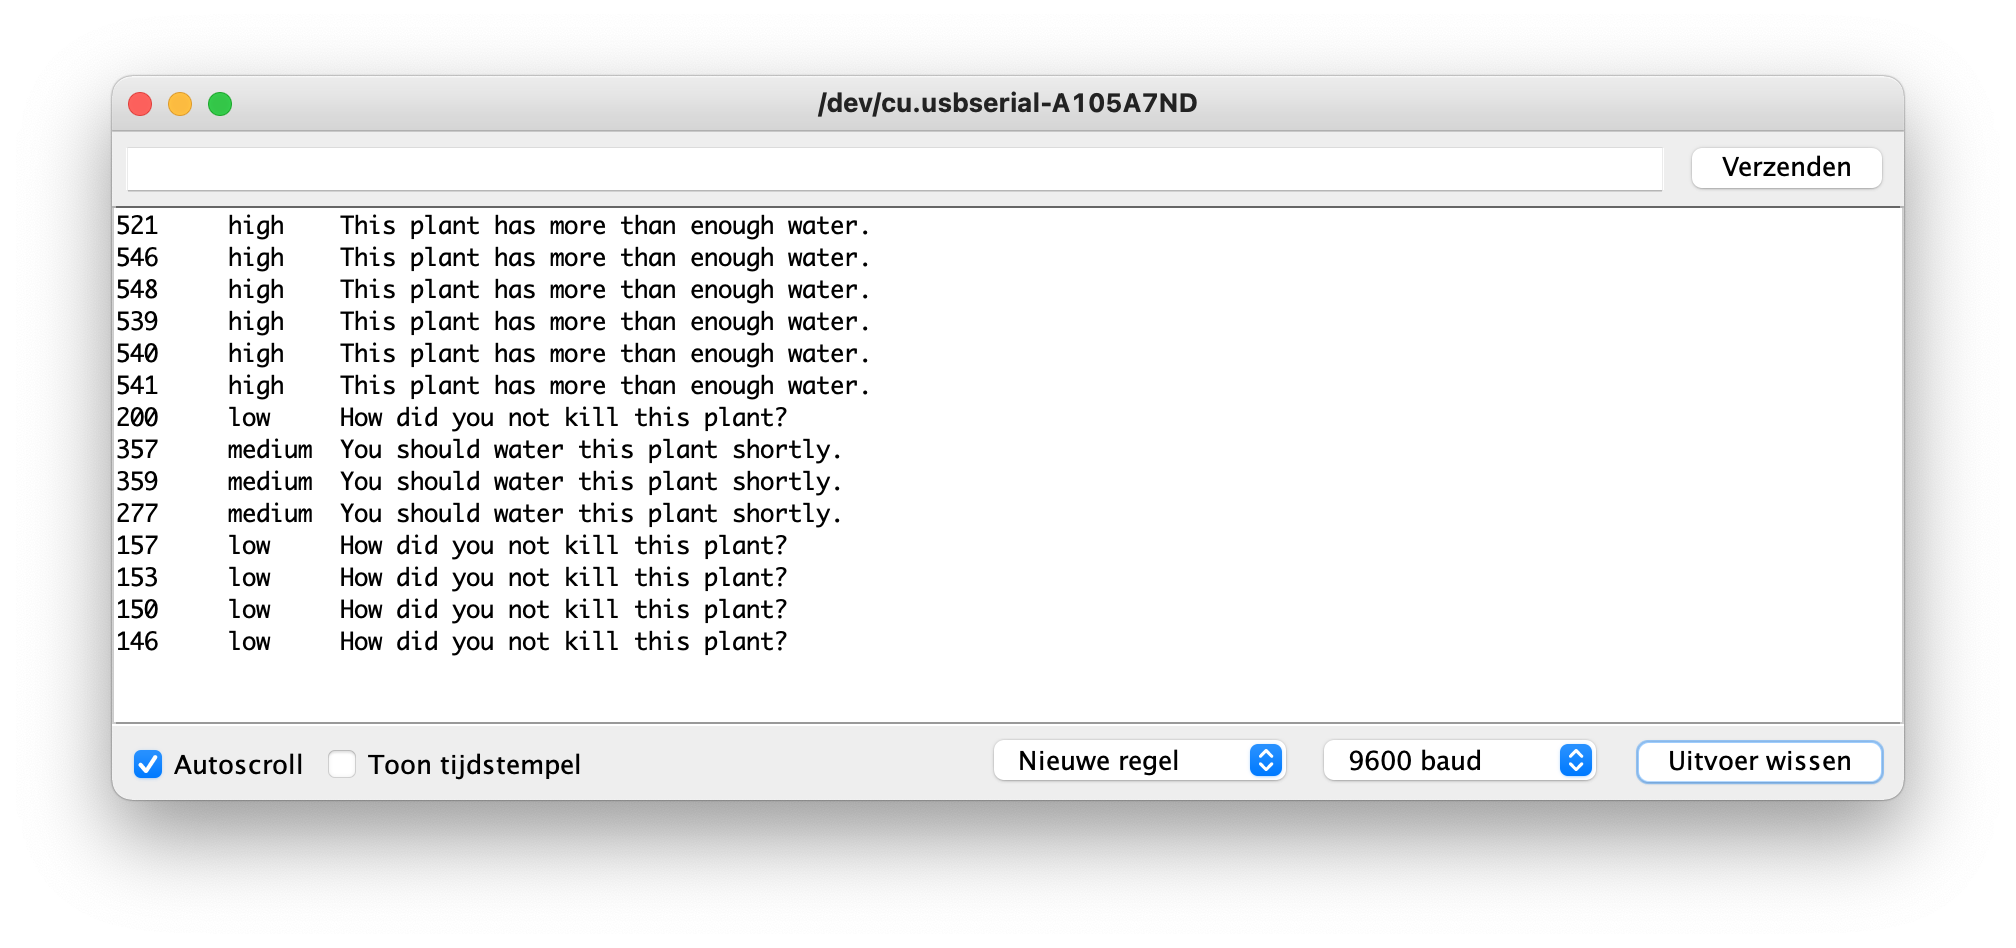 /dev/cu.usbserial-A105A7ND
Verzenden
521 high This plant has more than enough water.
546 high This plant has more than enough water.
548 high This plant has more than enough water.
539 high This plant has more than enough water.
540 high This plant has more than enough water.
541 high This plant has more than enough water.
200 low How did you not kill this plant?
357 medium You should water this plant shortly.
359 medium You should water this plant shortly.
277 medium You should water this plant shortly.
157 low How did you not kill this plant?
153 low How did you not kill this plant?
150 low How did you not kill this plant?
146 low How did you not kill this plant?
Autoscroll Toon tijdstempel Nieuwe regel 9600 baud Uitvoer wissen